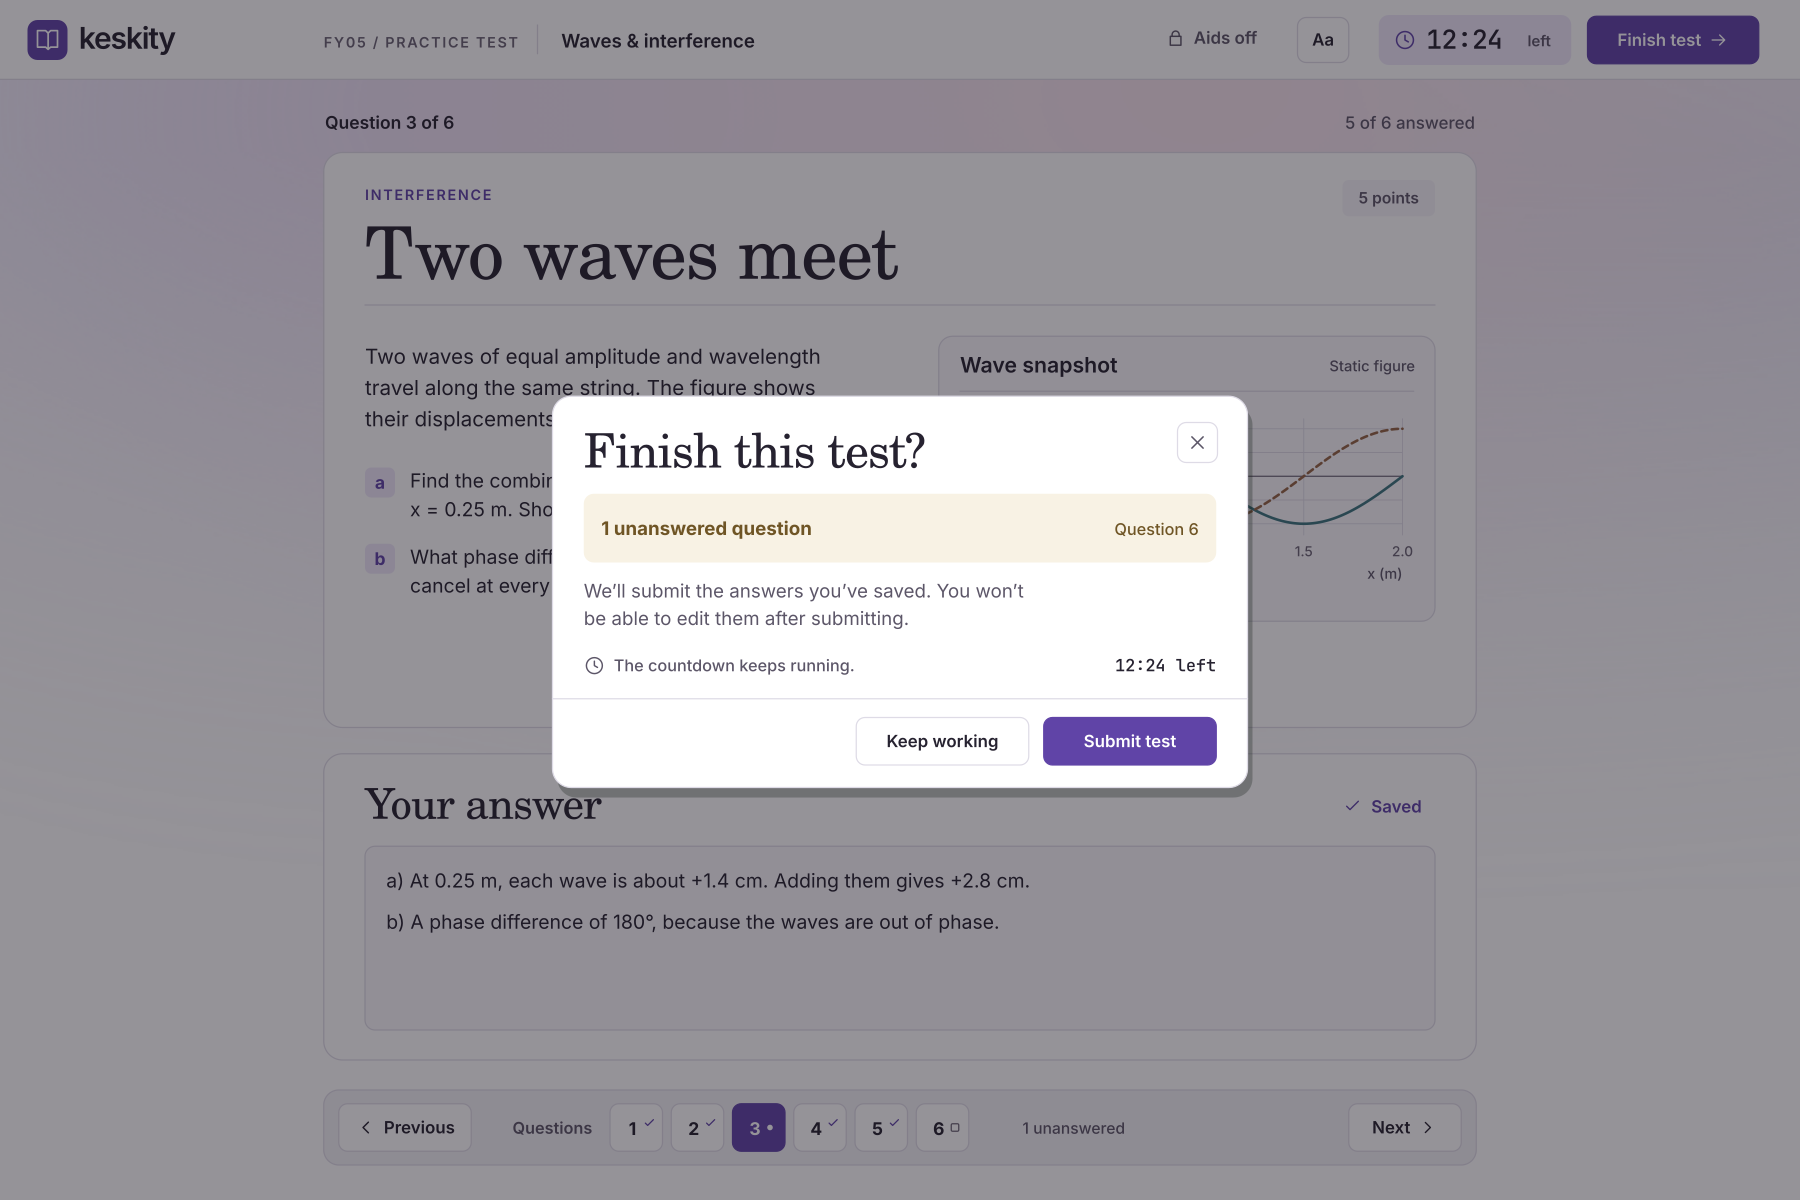 keskity
FY05 / PRACTICE TEST
Waves & interference
Aids off
Aa
12:24 left
Finish test
Question 3 of 6
5 of 6 answered
INTERFERENCE
5 points
Two waves meet
Two waves of equal amplitude and wavelength
travel along the same string. The figure shows
their displacements
Wave snapshot
Static figure
a
Find the combin
x = 0.25 m. Sho
b
What phase diff
cancel at every
1.5
2.0
x (m)
Finish this test?
1 unanswered question
Question 6
We’ll submit the answers you’ve saved. You won’t
be able to edit them after submitting.
The countdown keeps running.
12:24 left
Keep working
Submit test
Your answer
Saved
a) At 0.25 m, each wave is about +1.4 cm. Adding them gives +2.8 cm.
b) A phase difference of 180°, because the waves are out of phase.
Previous
Questions
1
2
3
4
5
6
1 unanswered
Next